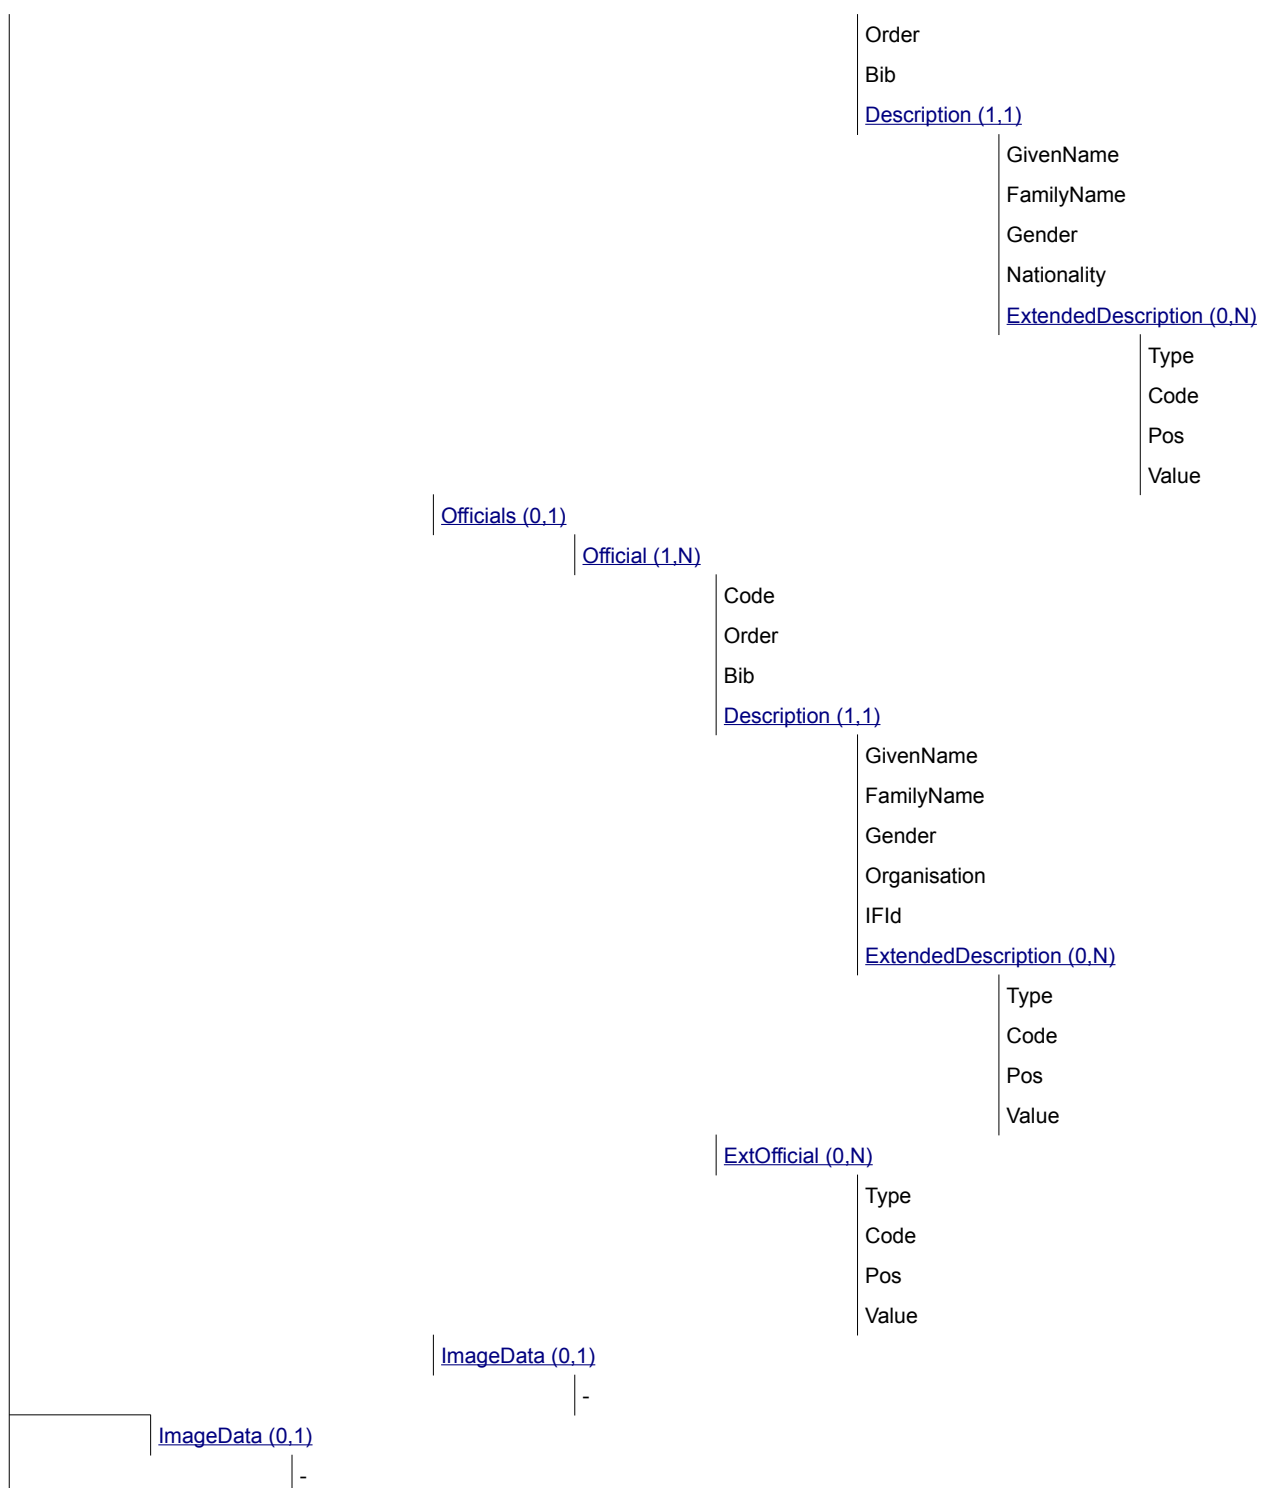 Order
Bib
Description (1,1)
GivenName
FamilyName
Gender
Nationality
ExtendedDescription (0,N)
Type
Code
Pos
Value
Officials (0,1)
Official (1,N)
Code
Order
Bib
Description (1,1)
GivenName
FamilyName
Gender
Organisation
IFId
ExtendedDescription (0,N)
Type
Code
Pos
Value
ExtOfficial (0,N)
Type
Code
Pos
Value
ImageData (0,1)
-
ImageData (0,1)
-